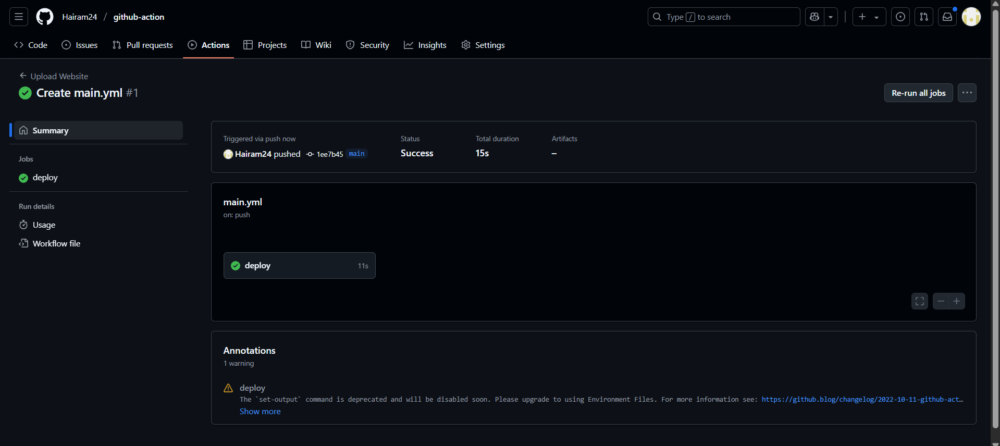 Hairam24 / github-action
Type / to search
Code Issues Pull requests Actions Projects Wiki Security Insights Settings
Upload Website
Create main.yml #1
Re-run all jobs
Summary
Jobs
deploy
Run details
Usage
Workflow file
Triggered via push now
Hairam24 pushed 1ee7b45 main
Status
Success
Total duration
15s
Artifacts
–
main.yml
on: push
deploy 11s
Annotations
1 warning
deploy
The `set-output` command is deprecated and will be disabled soon. Please upgrade to using Environment Files. For more information see: https://github.blog/changelog/2022-10-11-github-act…
Show more